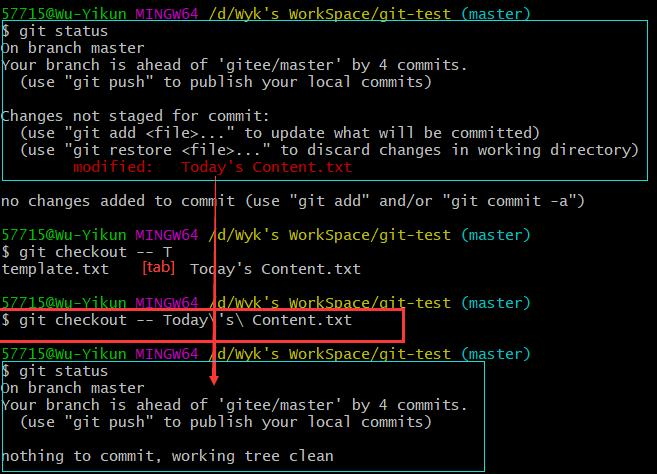 57715@Wu-Yikun MINGW64 /d/Wyk's WorkSpace/git-test (master)
$ git status
On branch master
Your branch is ahead of 'gitee/master' by 4 commits.
  (use "git push" to publish your local commits)

Changes not staged for commit:
  (use "git add <file>..." to update what will be committed)
  (use "git restore <file>..." to discard changes in working directory)
        modified:   Today's Content.txt

no changes added to commit (use "git add" and/or "git commit -a")

57715@Wu-Yikun MINGW64 /d/Wyk's WorkSpace/git-test (master)
$ git checkout -- T
template.txt    [tab]  Today's Content.txt

57715@Wu-Yikun MINGW64 /d/Wyk's WorkSpace/git-test (master)
$ git checkout -- Today\'s\ Content.txt

57715@Wu-Yikun MINGW64 /d/Wyk's WorkSpace/git-test (master)
$ git status
On branch master
Your branch is ahead of 'gitee/master' by 4 commits.
  (use "git push" to publish your local commits)

nothing to commit, working tree clean